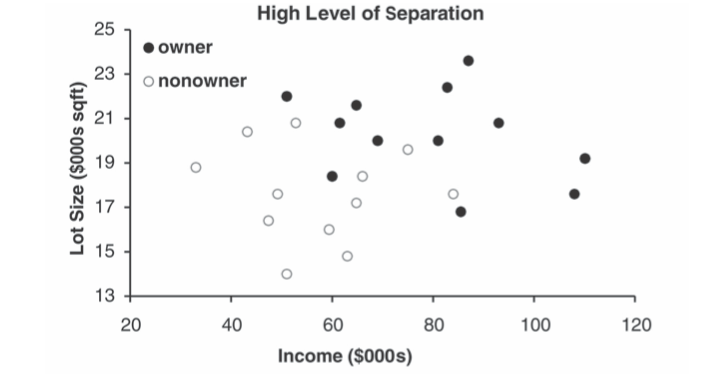 High Level of Separation
25
owner
23
nonowner
21
19
17
15
13
Lot Size ($000s sqft)
20 40 60 80 100 120
Income ($000s)